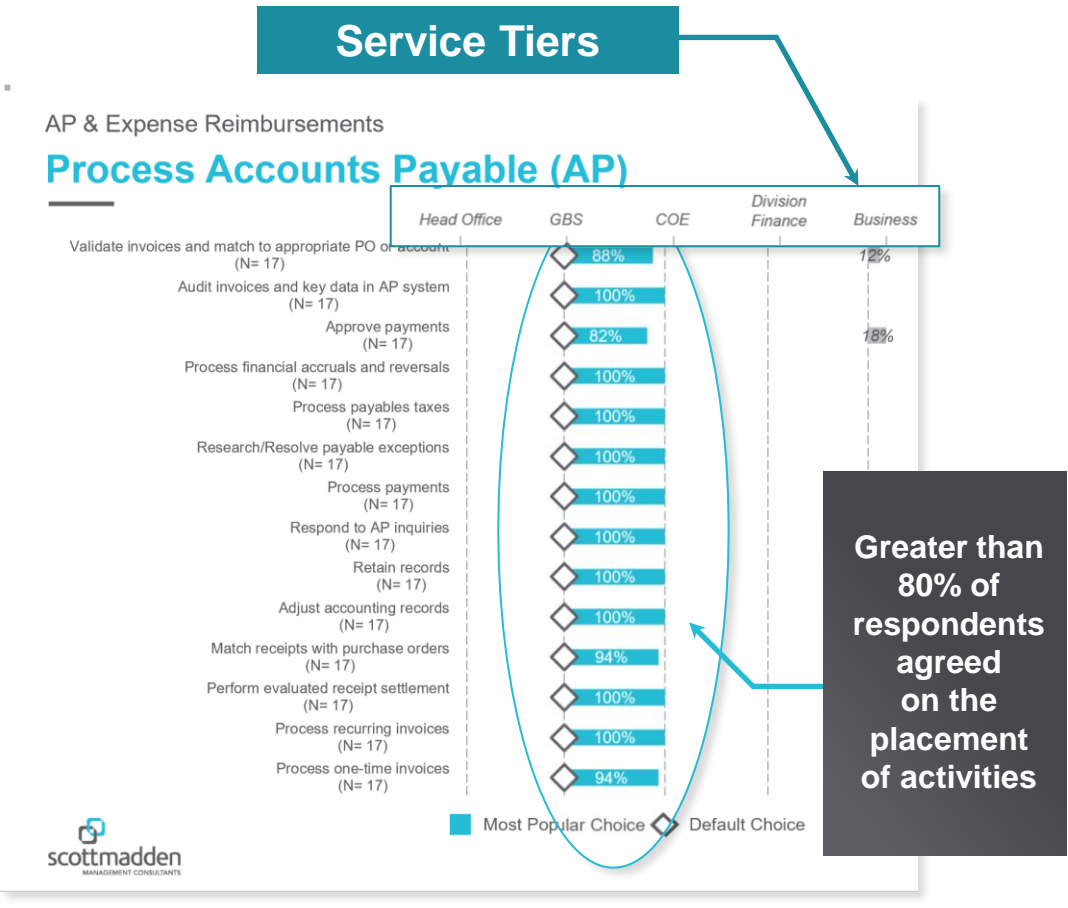 Service Tiers
AP & Expense Reimbursements
Process Accounts Payable (AP)
Head Office
GBS
COE
Division
Finance
Business
Validate invoices and match to appropriate PO or account
(N= 17)
88%
12%
Audit invoices and key data in AP system
(N= 17)
100%
Approve payments
(N= 17)
82%
18%
Process financial accruals and reversals
(N= 17)
100%
Process payables taxes
(N= 17)
100%
Research/Resolve payable exceptions
(N= 17)
100%
Process payments
(N= 17)
100%
Respond to AP inquiries
(N= 17)
100%
Retain records
(N= 17)
100%
Adjust accounting records
(N= 17)
100%
Match receipts with purchase orders
(N= 17)
94%
Perform evaluated receipt settlement
(N= 17)
100%
Process recurring invoices
(N= 17)
100%
Process one-time invoices
(N= 17)
94%
Greater than
80% of
respondents
agreed
on the
placement
of activities
Most Popular Choice
Default Choice
scottmadden
MANAGEMENT CONSULTANTS